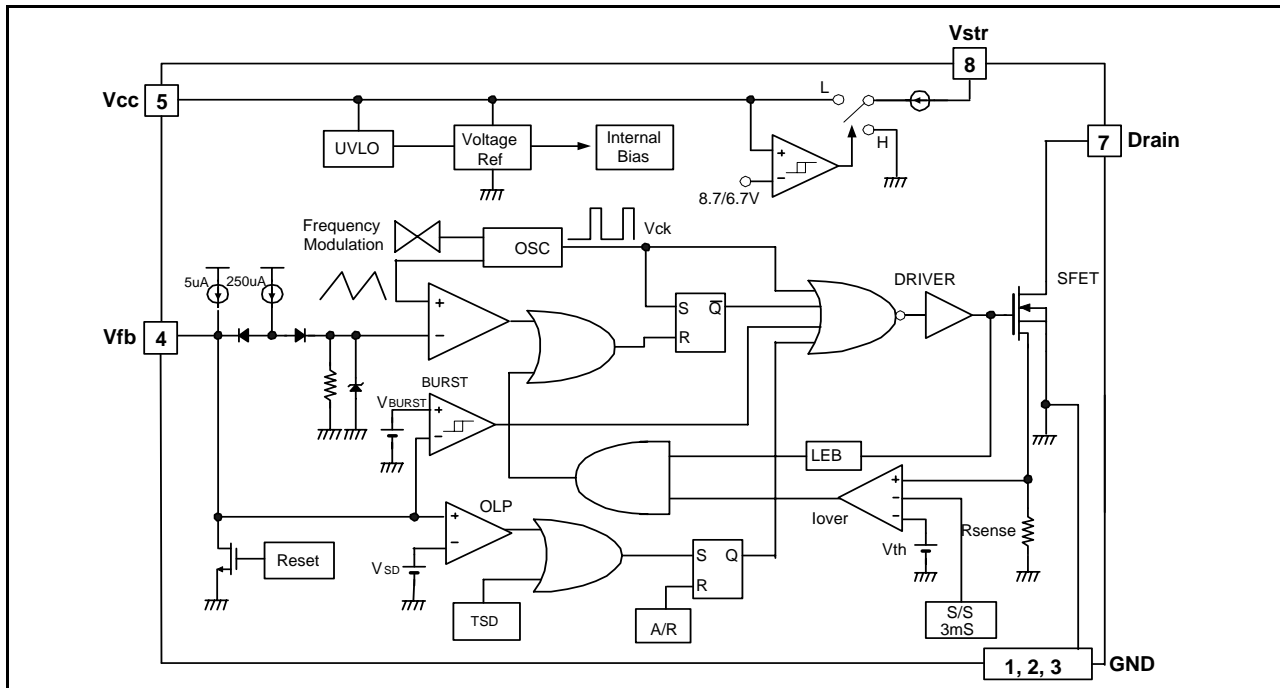 Vstr
8
Vcc
5
L
7
Drain
UVLO
Voltage
Ref
Internal
Bias
H
+
−
8.7/6.7V
Frequency
Modulation
OSC
Vck
5uA
250uA
DRIVER
SFET
+
−
S
Q
R
Vfb
4
BURST
VBURST
+
−
LEB
OLP
+
−
+
−
−
Iover
Rsense
Reset
VSD
S
Q
R
Vth
TSD
A/R
S/S
3mS
1, 2, 3
GND